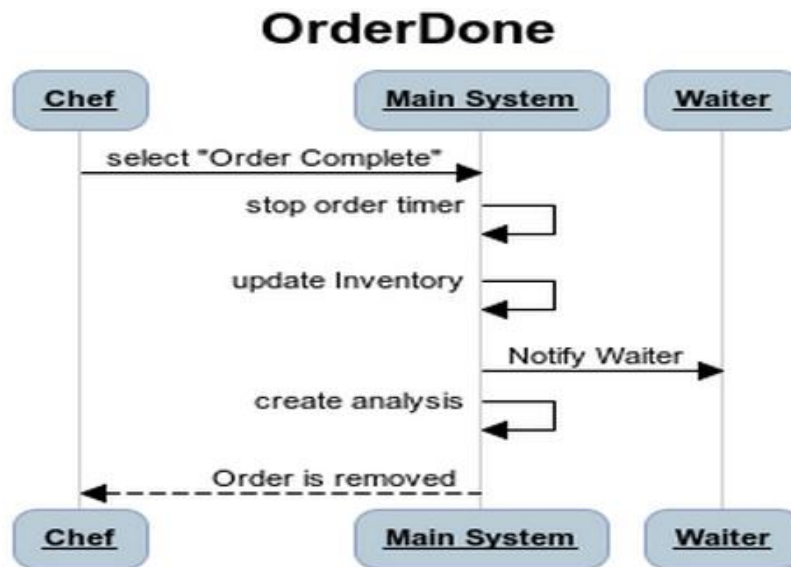 OrderDone
Chef
Main System
Waiter
select "Order Complete"
stop order timer
update Inventory
Notify Waiter
create analysis
Order is removed
Chef
Main System
Waiter